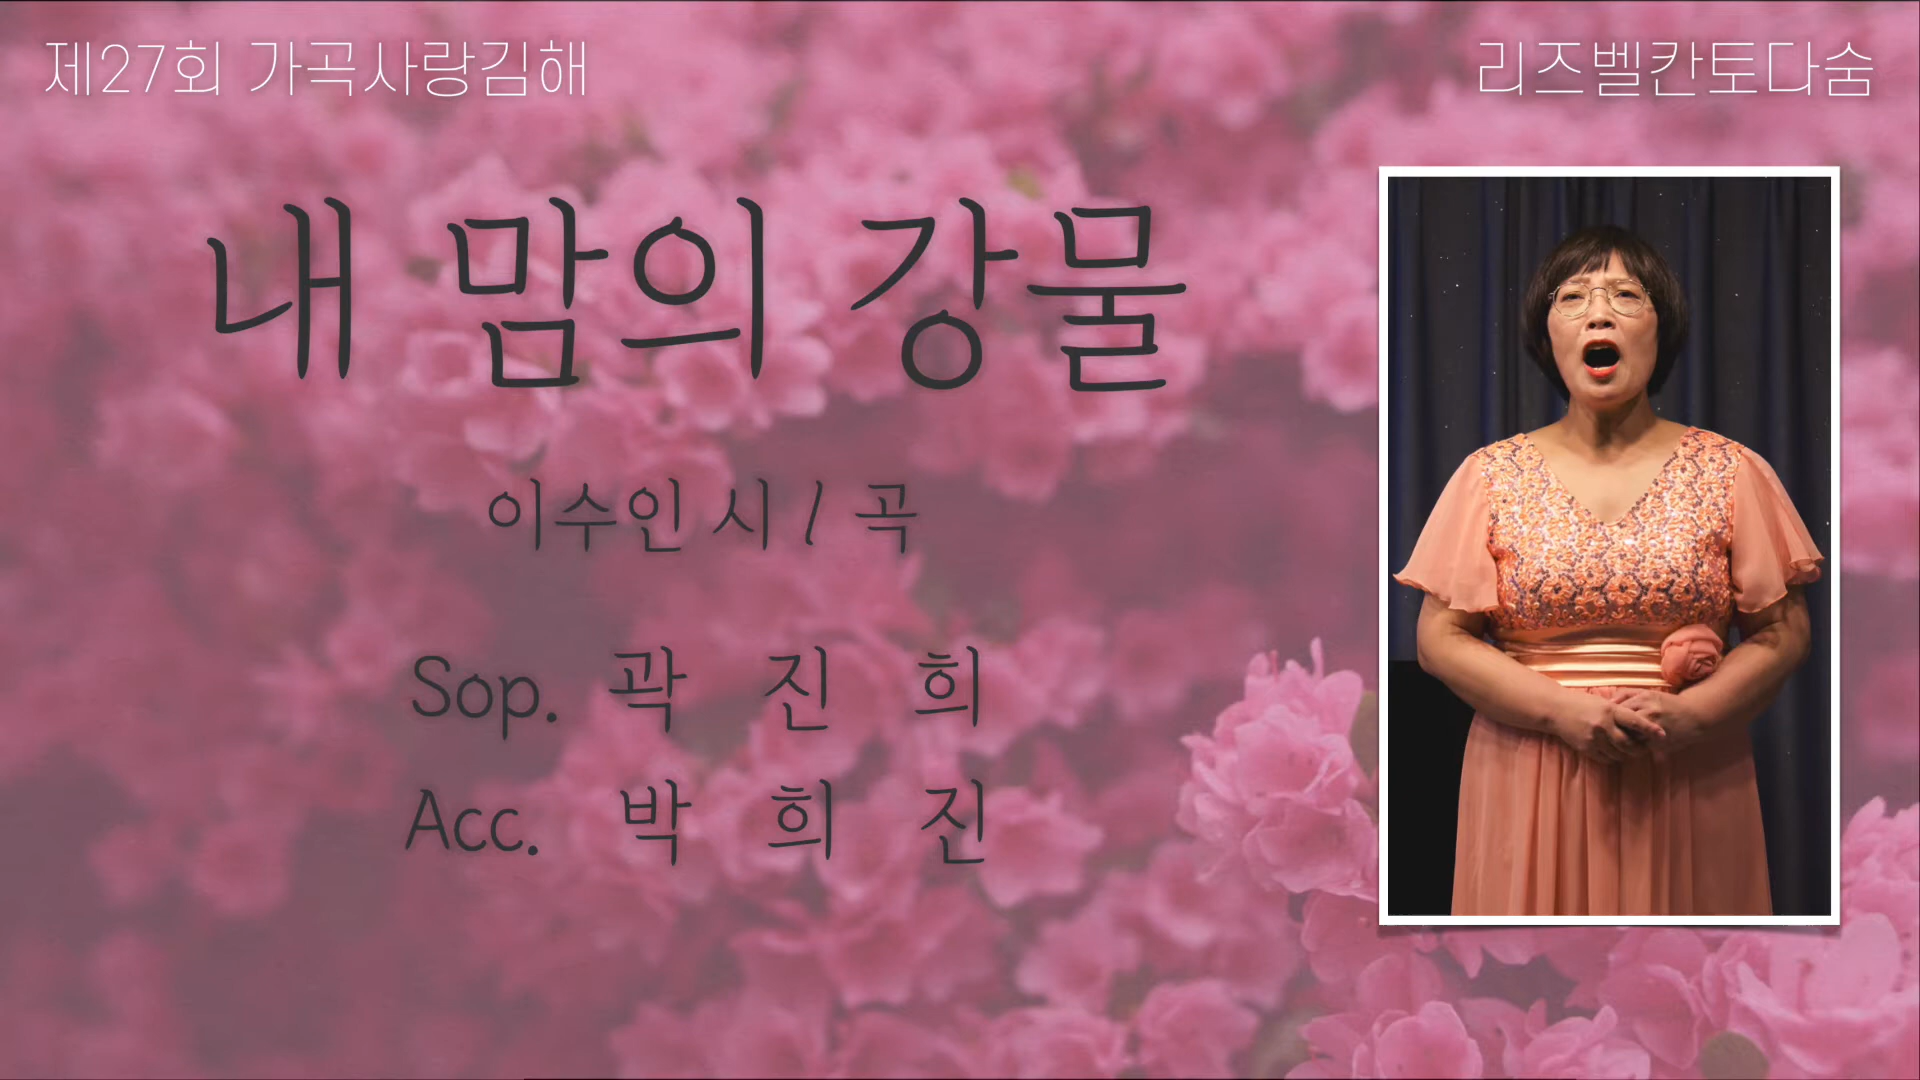 제27회 가곡사랑김해
리즈벨칸토다숨
내 맘의 강물
이수인 시 / 곡
Sop. 곽 진 희
Acc. 박 희 진